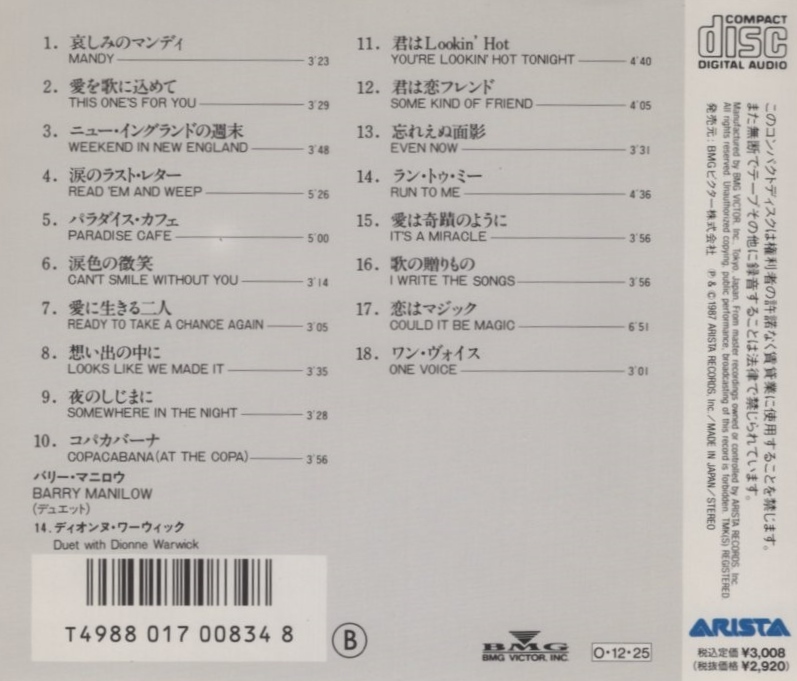 1. 哀しみのマンディ
MANDY 3'23
2. 愛を歌に込めて
THIS ONE'S FOR YOU 3'29
3. ニュー・イングランドの週末
WEEKEND IN NEW ENGLAND 3'48
4. 涙のラスト・レター
READ 'EM AND WEEP 5'26
5. パラダイス・カフェ
PARADISE CAFE 5'00
6. 涙色の微笑
CAN'T SMILE WITHOUT YOU 3'14
7. 愛に生きる二人
READY TO TAKE A CHANCE AGAIN 3'05
8. 想い出の中に
LOOKS LIKE WE MADE IT 3'35
9. 夜のしじまに
SOMEWHERE IN THE NIGHT 3'28
10. コパカバーナ
COPACABANA (AT THE COPA) 3'56
バリー・マニロウ
BARRY MANILOW
(デュエット)
14. ディオンヌ・ワーウィック
Duet with Dionne Warwick
T4988 017 00834 8
B
11. 君はLookin' Hot
YOU'RE LOOKIN' HOT TONIGHT 4'40
12. 君は恋フレンド
SOME KIND OF FRIEND 4'05
13. 忘れえぬ面影
EVEN NOW 3'31
14. ラン・トゥ・ミー
RUN TO ME 4'36
15. 愛は奇蹟のように
IT'S A MIRACLE 3'56
16. 歌の贈りもの
I WRITE THE SONGS 3'56
17. 恋はマジック
COULD IT BE MAGIC 6'51
18. ワン・ヴォイス
ONE VOICE 3'01
BMG
BMG VICTOR, INC.
O・12・25
COMPACT
disc
DIGITAL AUDIO
このコンパクトディスクは権利者の許諾なく賃貸業に使用することを禁じます。
また無断でテープその他に録音することは法律で禁じられています。
Manufactured by BMG VICTOR, Inc., Tokyo, Japan. From master recordings owned or controlled by ARISTA RECORDS, Inc.
All rights reserved. Unauthorized copying, public performance, broadcasting of this record is forbidden. TMK(S) REGISTERED
発売元:BMGビクター株式会社 ℗ & © 1987 ARISTA RECORDS, Inc./MADE IN JAPAN/STEREO
ARISTA
税込定価 ¥3,008
(税抜価格 ¥2,920)